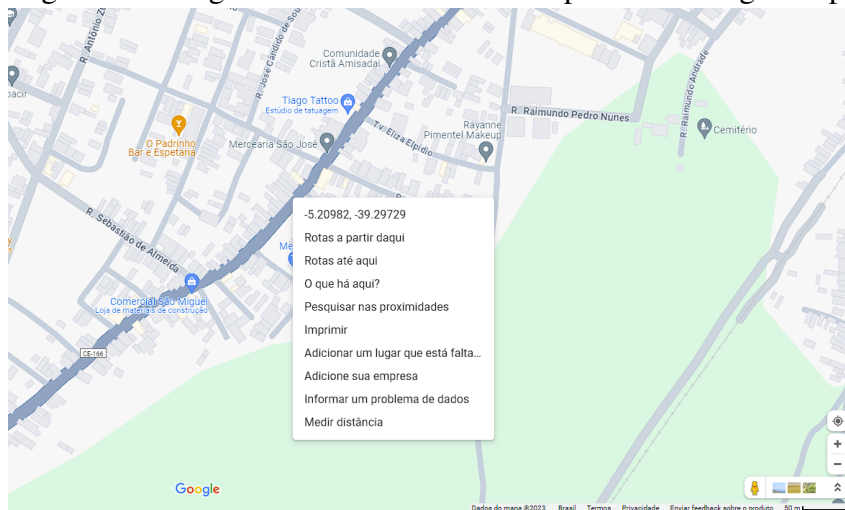 R. José Cândido de Sou
Comunidade
Cristã Amisadai
Tiago Tattoo
Estúdio de tatuagem
O Padrinho
Bar e Espetaria
Mercearia São José
Tv. Eliza Elpidio
Rayanne
Pimentel Makeup
R. Raimundo Pedro Nunes
R. Raimundo Andrade
Cemitério
R. Sebastião de Almeida
Comercial São Miguel
Loja de materiais de construção
CE-166
Me
-5.20982, -39.29729
Rotas a partir daqui
Rotas até aqui
O que há aqui?
Pesquisar nas proximidades
Imprimir
Adicionar um lugar que está falta...
Adicione sua empresa
Informar um problema de dados
Medir distância
Google
Dados do mapa ©2023 Brasil Termos Privacidade Enviar feedback sobre o produto 50 m